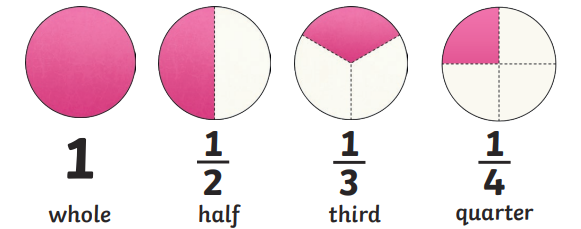 1 1/2 1/3 1/4
whole half third quarter